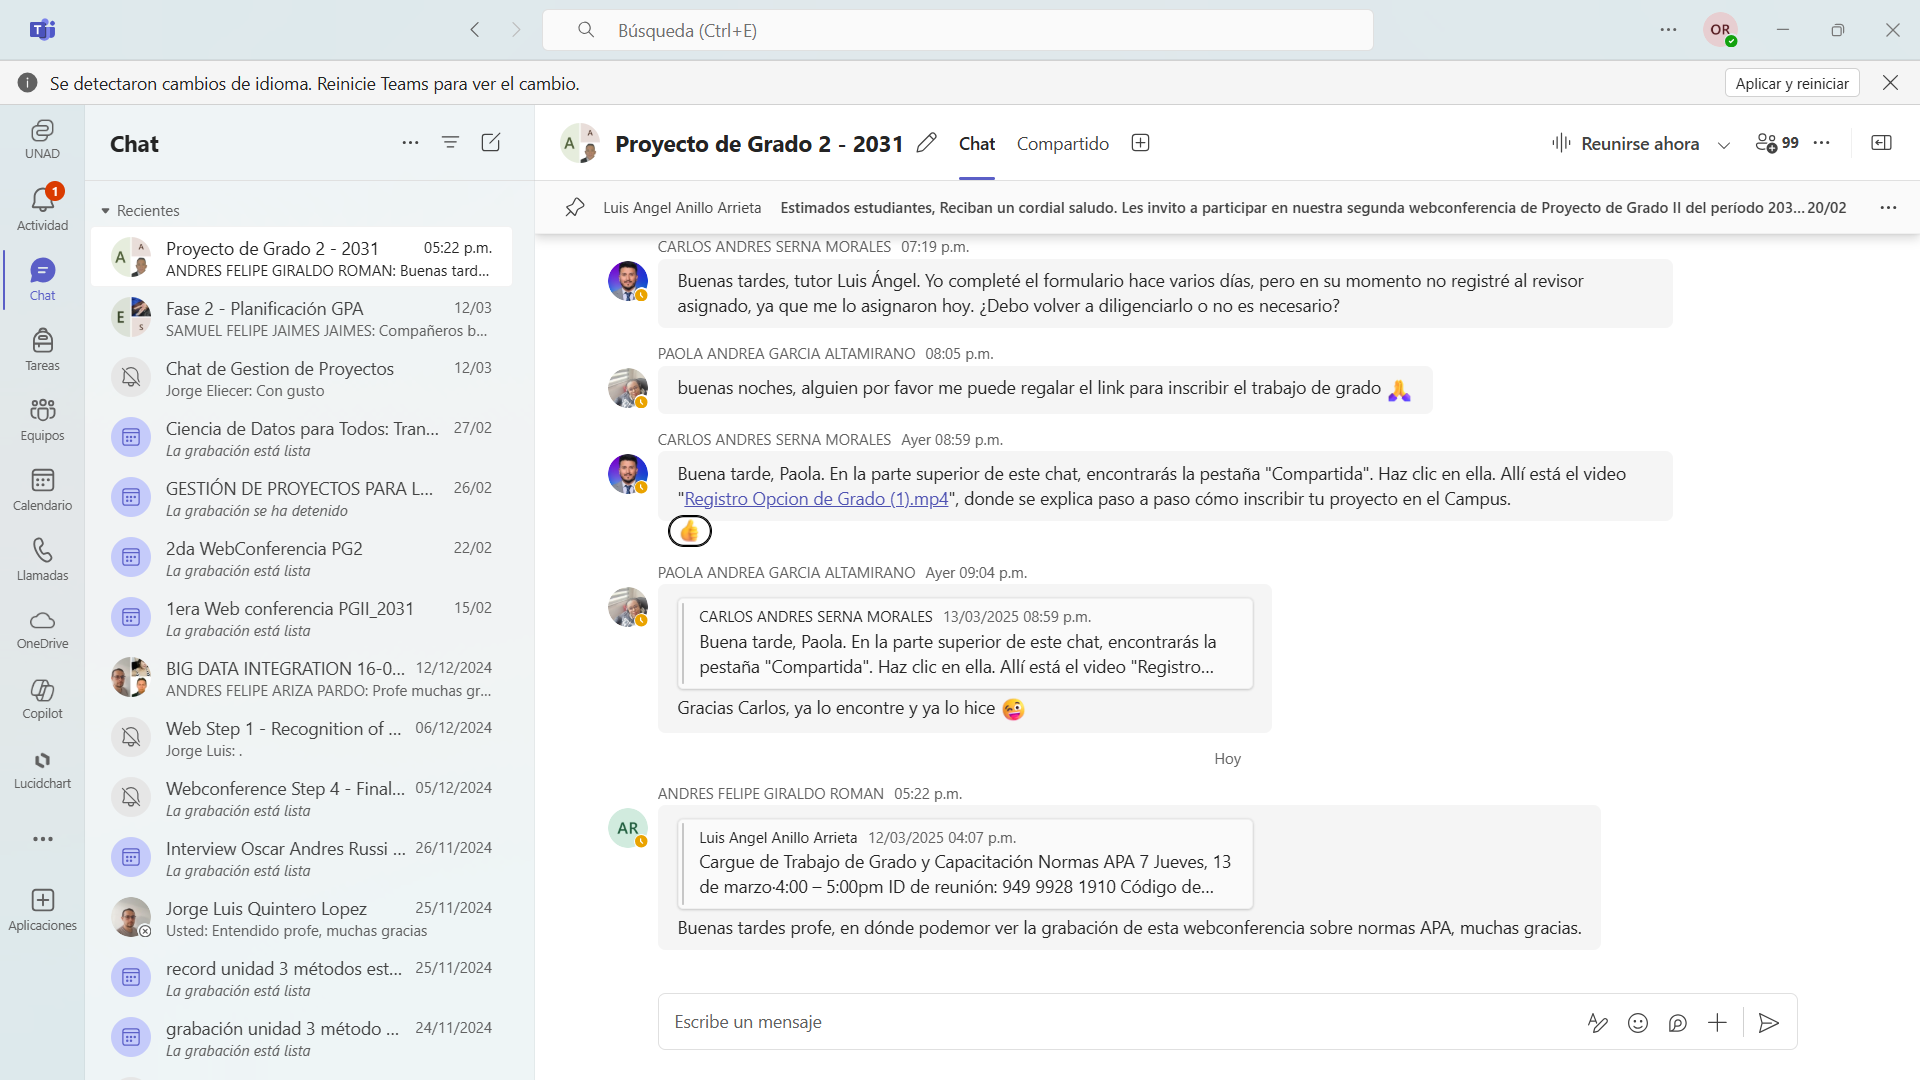 Búsqueda (Ctrl+E)
OR
Se detectaron cambios de idioma. Reinicie Teams para ver el cambio.
Aplicar y reiniciar
UNAD
1
Actividad
Chat
Tareas
Equipos
Calendario
Llamadas
OneDrive
Copilot
Lucidchart
Aplicaciones
Chat
Recientes
A
A
Proyecto de Grado 2 - 2031
05:22 p.m.
ANDRES FELIPE GIRALDO ROMAN: Buenas tard...
E
S
Fase 2 - Planificación GPA
12/03
SAMUEL FELIPE JAIMES JAIMES: Compañeros b...
Chat de Gestion de Proyectos
12/03
Jorge Eliecer: Con gusto
Ciencia de Datos para Todos: Tran...
27/02
La grabación está lista
GESTIÓN DE PROYECTOS PARA L...
26/02
La grabación se ha detenido
2da WebConferencia PG2
22/02
La grabación está lista
1era Web conferencia PGII_2031
15/02
La grabación está lista
BIG DATA INTEGRATION 16-0...
12/12/2024
ANDRES FELIPE ARIZA PARDO: Profe muchas gr...
Web Step 1 - Recognition of ...
06/12/2024
Jorge Luis: .
Webconference Step 4 - Final...
05/12/2024
La grabación está lista
Interview Oscar Andres Russi ...
26/11/2024
La grabación está lista
Jorge Luis Quintero Lopez
25/11/2024
Usted: Entendido profe, muchas gracias
record unidad 3 métodos est...
25/11/2024
La grabación está lista
grabación unidad 3 método ...
24/11/2024
La grabación está lista
A
A
Proyecto de Grado 2 - 2031
Chat
Compartido
Reunirse ahora
99
Luis Angel Anillo Arrieta
Estimados estudiantes, Reciban un cordial saludo. Les invito a participar en nuestra segunda webconferencia de Proyecto de Grado II del período 203... 20/02
CARLOS ANDRES SERNA MORALES 07:19 p.m.
Buenas tardes, tutor Luis Ángel. Yo completé el formulario hace varios días, pero en su momento no registré al revisor
asignado, ya que me lo asignaron hoy. ¿Debo volver a diligenciarlo o no es necesario?
PAOLA ANDREA GARCIA ALTAMIRANO 08:05 p.m.
buenas noches, alguien por favor me puede regalar el link para inscribir el trabajo de grado
CARLOS ANDRES SERNA MORALES Ayer 08:59 p.m.
Buena tarde, Paola. En la parte superior de este chat, encontrarás la pestaña "Compartida". Haz clic en ella. Allí está el video
"Registro Opcion de Grado (1).mp4", donde se explica paso a paso cómo inscribir tu proyecto en el Campus.
PAOLA ANDREA GARCIA ALTAMIRANO Ayer 09:04 p.m.
CARLOS ANDRES SERNA MORALES 13/03/2025 08:59 p.m.
Buena tarde, Paola. En la parte superior de este chat, encontrarás la
pestaña "Compartida". Haz clic en ella. Allí está el video "Registro...
Gracias Carlos, ya lo encontre y ya lo hice
Hoy
ANDRES FELIPE GIRALDO ROMAN 05:22 p.m.
AR
Luis Angel Anillo Arrieta 12/03/2025 04:07 p.m.
Cargue de Trabajo de Grado y Capacitación Normas APA 7 Jueves, 13
de marzo·4:00 – 5:00pm ID de reunión: 949 9928 1910 Código de...
Buenas tardes profe, en dónde podemor ver la grabación de esta webconferencia sobre normas APA, muchas gracias.
Escribe un mensaje